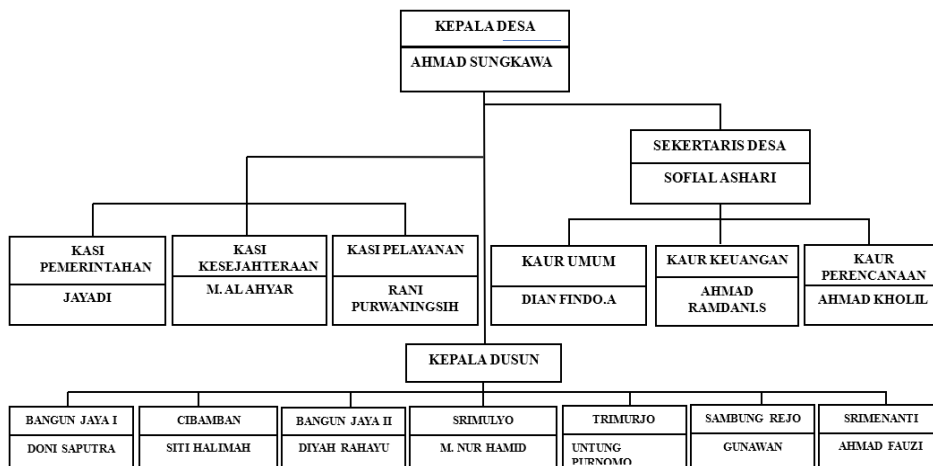 KEPALA DESA
AHMAD SUNGKAWA
SEKERTARIS DESA
SOFIAL ASHARI
KASI
PEMERINTAHAN
JAYADI
KASI
KESEJAHTERAAN
M. AL AHYAR
KASI PELAYANAN
RANI
PURWANINGSIH
KAUR UMUM
DIAN FINDO.A
KAUR KEUANGAN
AHMAD
RAMDANI.S
KAUR
PERENCANAAN
AHMAD KHOLIL
KEPALA DUSUN
BANGUN JAYA I
DONI SAPUTRA
CIBAMBAN
SITI HALIMAH
BANGUN JAYA II
DIYAH RAHAYU
SRIMULYO
M. NUR HAMID
TRIMURJO
UNTUNG
PURNOMO
SAMBUNG REJO
GUNAWAN
SRIMENANTI
AHMAD FAUZI